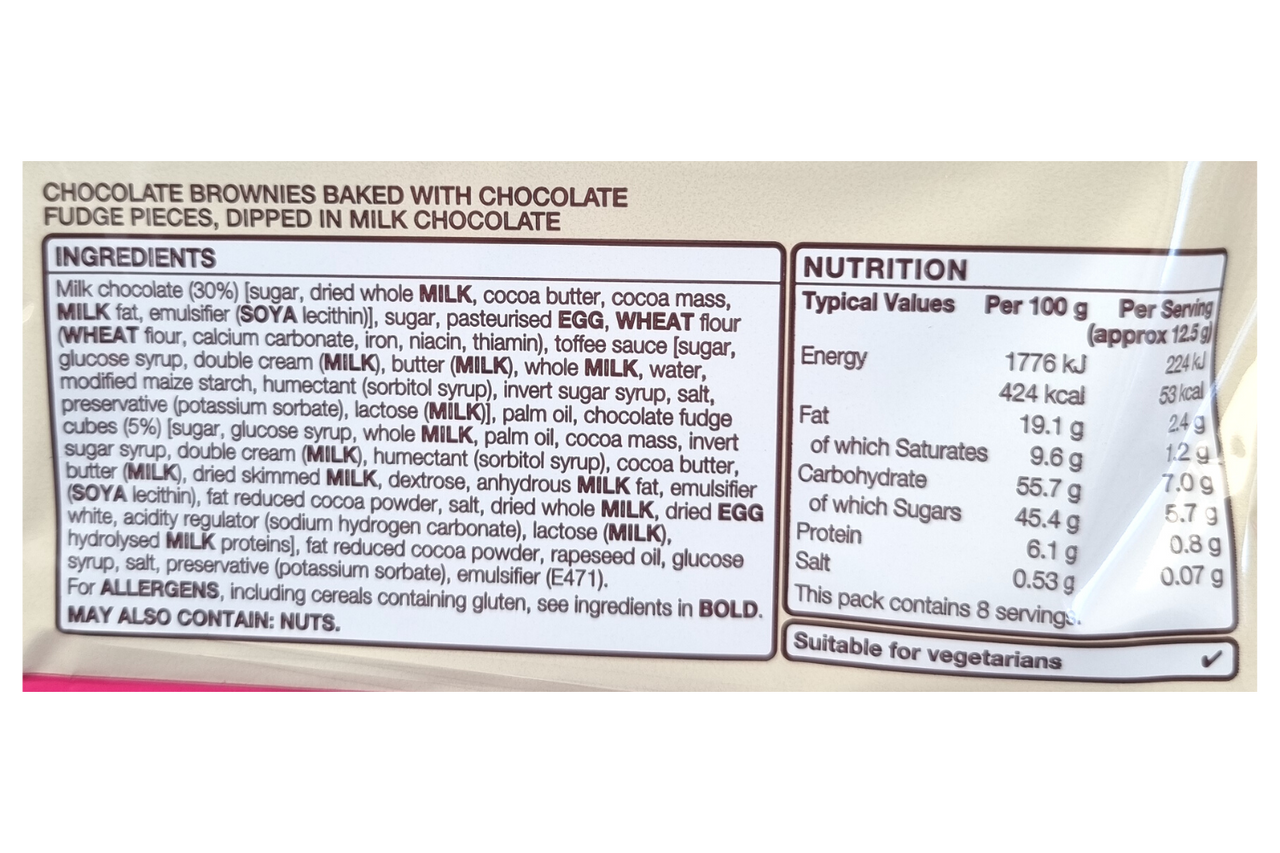 CHOCOLATE BROWNIES BAKED WITH CHOCOLATE
FUDGE PIECES, DIPPED IN MILK CHOCOLATE
INGREDIENTS
Milk chocolate (30%) [sugar, dried whole MILK, cocoa butter, cocoa mass,
MILK fat, emulsifier (SOYA lecithin)], sugar, pasteurised EGG, WHEAT flour
(WHEAT flour, calcium carbonate, iron, niacin, thiamin), toffee sauce [sugar,
glucose syrup, double cream (MILK), butter (MILK), whole MILK, water,
modified maize starch, humectant (sorbitol syrup), invert sugar syrup, salt,
preservative (potassium sorbate), lactose (MILK)], palm oil, chocolate fudge
cubes (5%) [sugar, glucose syrup, whole MILK, palm oil, cocoa mass, invert
sugar syrup, double cream (MILK), humectant (sorbitol syrup), cocoa butter,
butter (MILK), dried skimmed MILK, dextrose, anhydrous MILK fat, emulsifier
(SOYA lecithin), fat reduced cocoa powder, salt, dried whole MILK, dried EGG
white, acidity regulator (sodium hydrogen carbonate), lactose (MILK),
hydrolysed MILK proteins], fat reduced cocoa powder, rapeseed oil, glucose
syrup, salt, preservative (potassium sorbate), emulsifier (E471).
For ALLERGENS, including cereals containing gluten, see ingredients in BOLD.
MAY ALSO CONTAIN: NUTS.
NUTRITION
Typical Values Per 100 g Per Serving
(approx 12.5 g)
Energy 1776 kJ 224 kJ
424 kcal 53 kcal
Fat 19.1 g 2.4 g
of which Saturates 9.6 g 1.2 g
Carbohydrate 55.7 g 7.0 g
of which Sugars 45.4 g 5.7 g
Protein 6.1 g 0.8 g
Salt 0.53 g 0.07 g
This pack contains 8 servings.
Suitable for vegetarians ✓